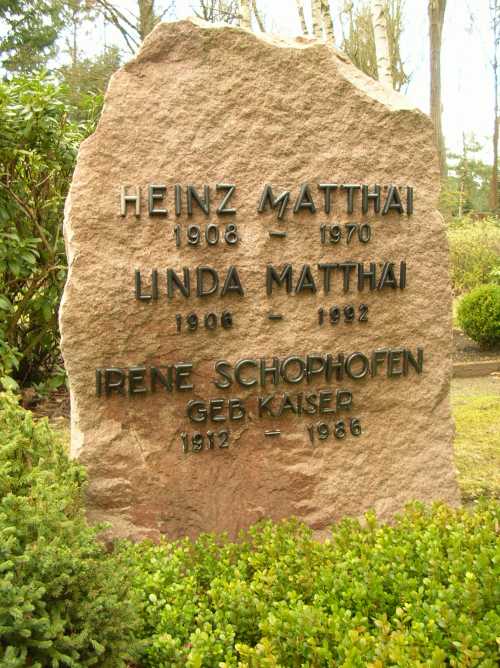 HEINZ MATTHÄI
1908 - 1970
LINDA MATTHÄI
1906 - 1992
IRENE SCHOPHOFEN
GEB. KAISER
1912 - 1986